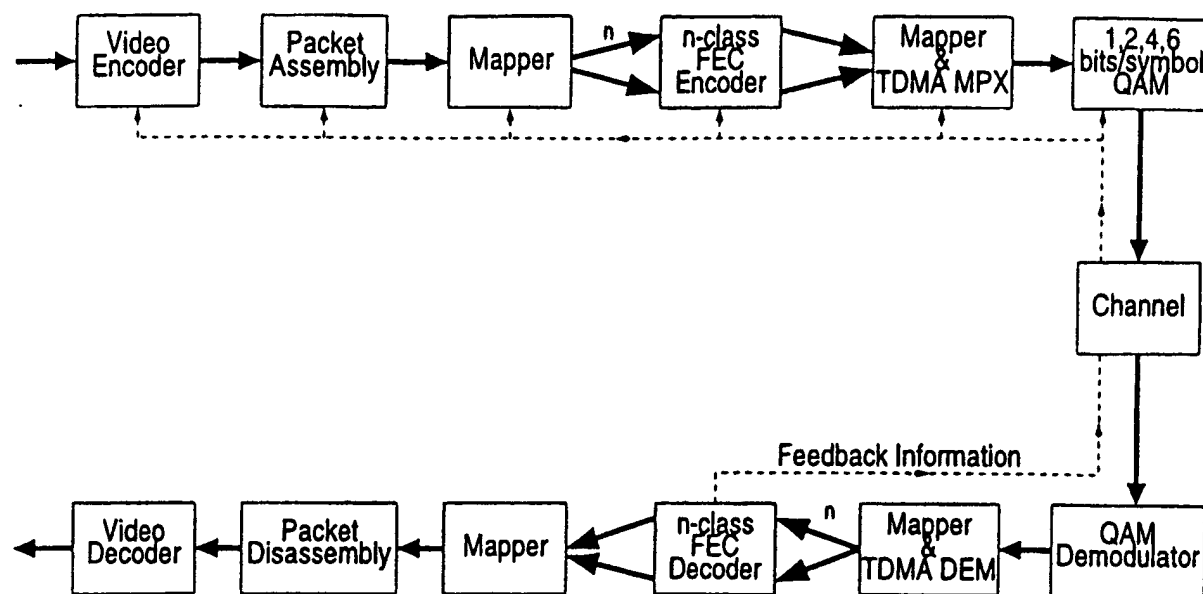 Video
Encoder
Packet
Assembly
Mapper
n
n-class
FEC
Encoder
Mapper
&
TDMA MPX
1,2,4,6
bits/symbol
QAM
Channel
Feedback Information
Video
Decoder
Packet
Disassembly
Mapper
n-class
FEC
Decoder
n
Mapper
&
TDMA DEM
QAM
Demodulator